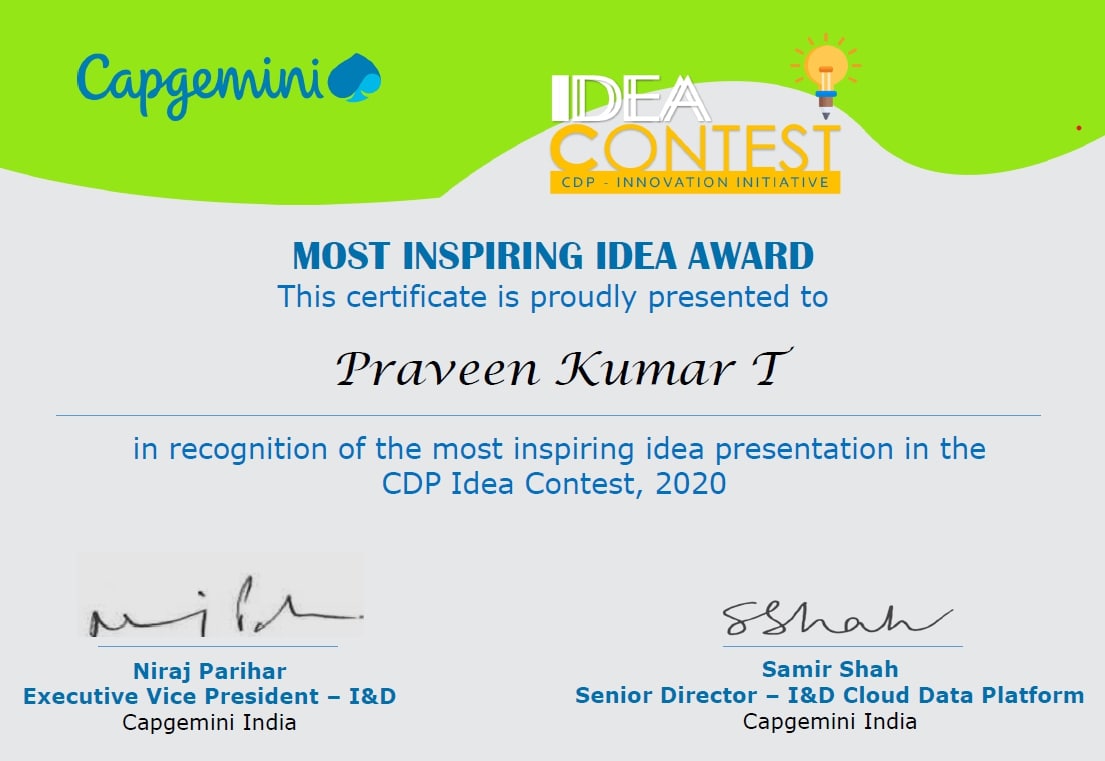 Capgemini
IDEA
CONTEST
CDP - INNOVATION INITIATIVE
MOST INSPIRING IDEA AWARD
This certificate is proudly presented to
Praveen Kumar T
in recognition of the most inspiring idea presentation in the
CDP Idea Contest, 2020
SShah
Niraj Parihar
Executive Vice President – I&D
Capgemini India
Samir Shah
Senior Director – I&D Cloud Data Platform
Capgemini India